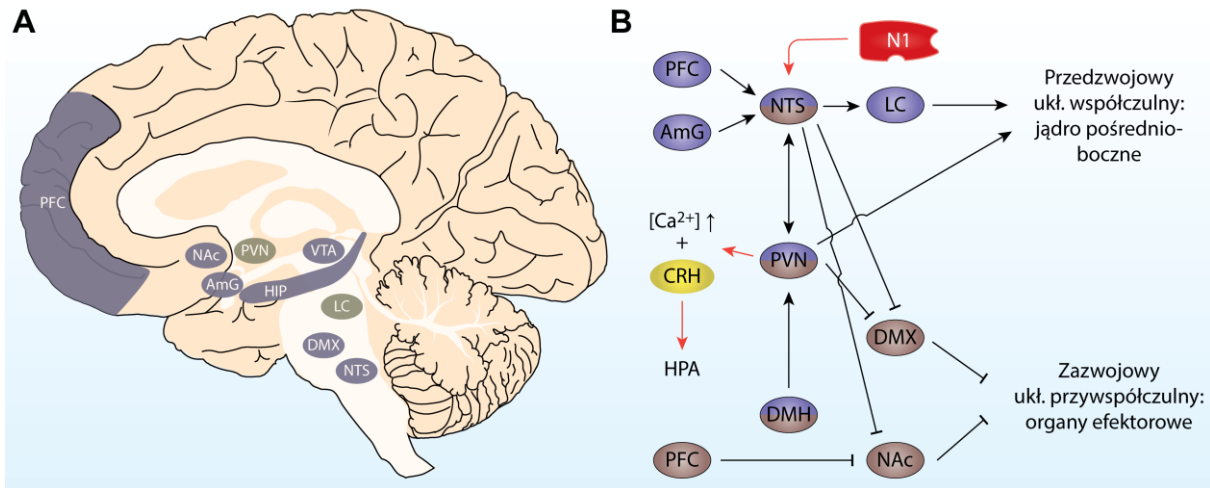 A
PFC
NAc
PVN
VTA
AmG
HIP
LC
DMX
NTS
B
N1
PFC
NTS
LC
AmG
Przedzwojowy
ukł. współczulny:
jądro pośrednio-
boczne
[Ca²⁺] ↑
+
CRH
PVN
HPA
DMX
DMH
Zazwojowy
ukł. przywspółczulny:
organy efektorowe
PFC
NAc